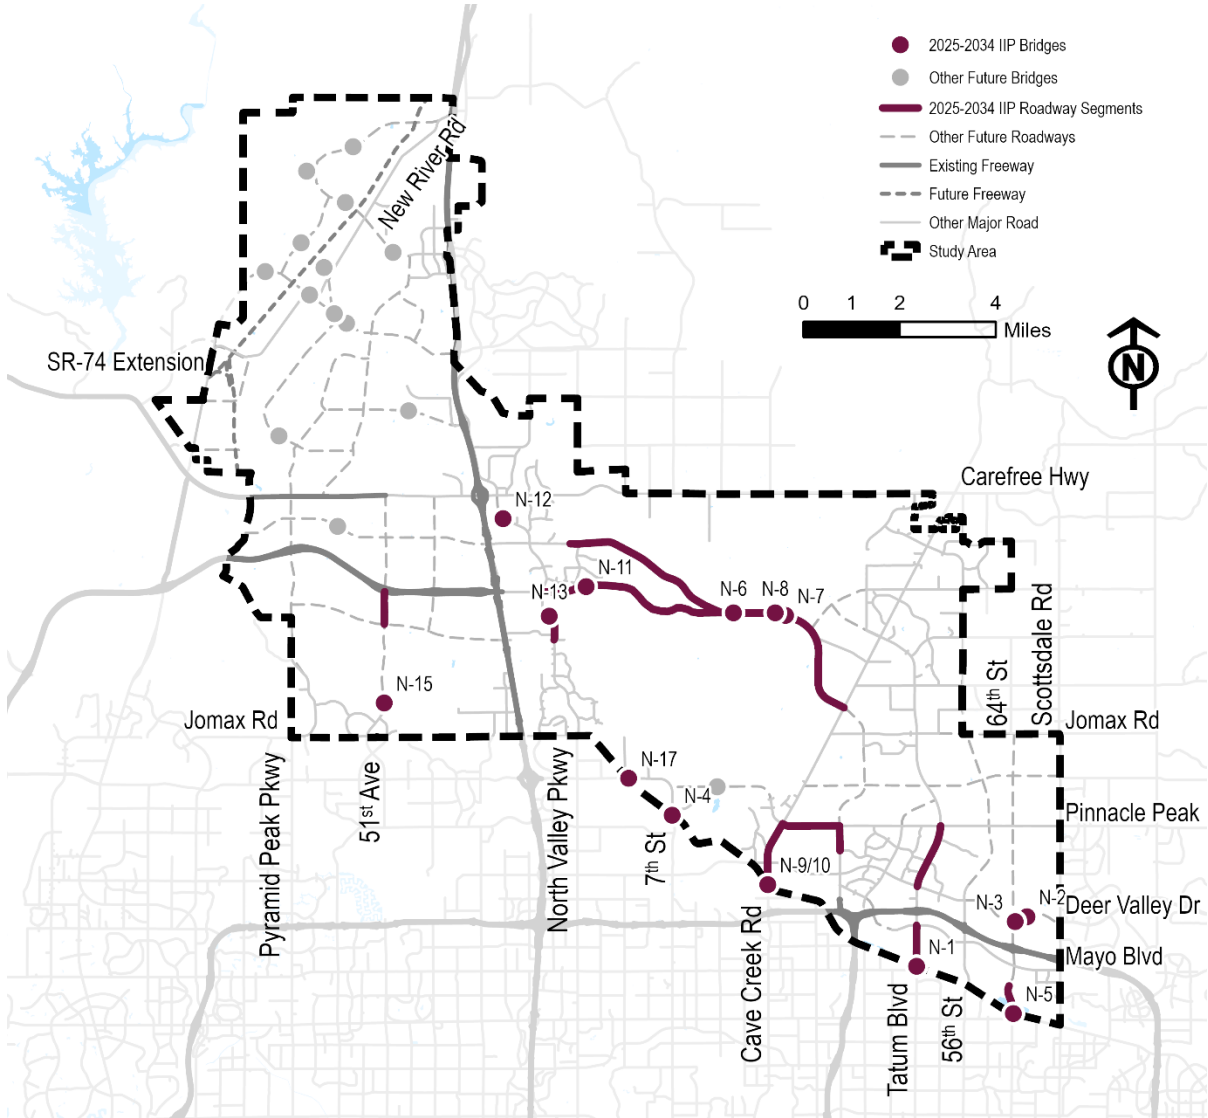 2025-2034 IIP Bridges
Other Future Bridges
2025-2034 IIP Roadway Segments
Other Future Roadways
Existing Freeway
Future Freeway
Other Major Road
Study Area
0 1 2 4
Miles
N
New River Rd
SR-74 Extension
Carefree Hwy
N-12
N-11
N-13
N-6
N-8
N-7
64th St
Scottsdale Rd
N-15
Jomax Rd
Jomax Rd
Pyramid Peak Pkwy
51st Ave
North Valley Pkwy
N-17
7th St
N-4
Pinnacle Peak
N-9/10
Cave Creek Rd
N-3
N-2
Deer Valley Dr
N-1
Mayo Blvd
Tatum Blvd
56th St
N-5